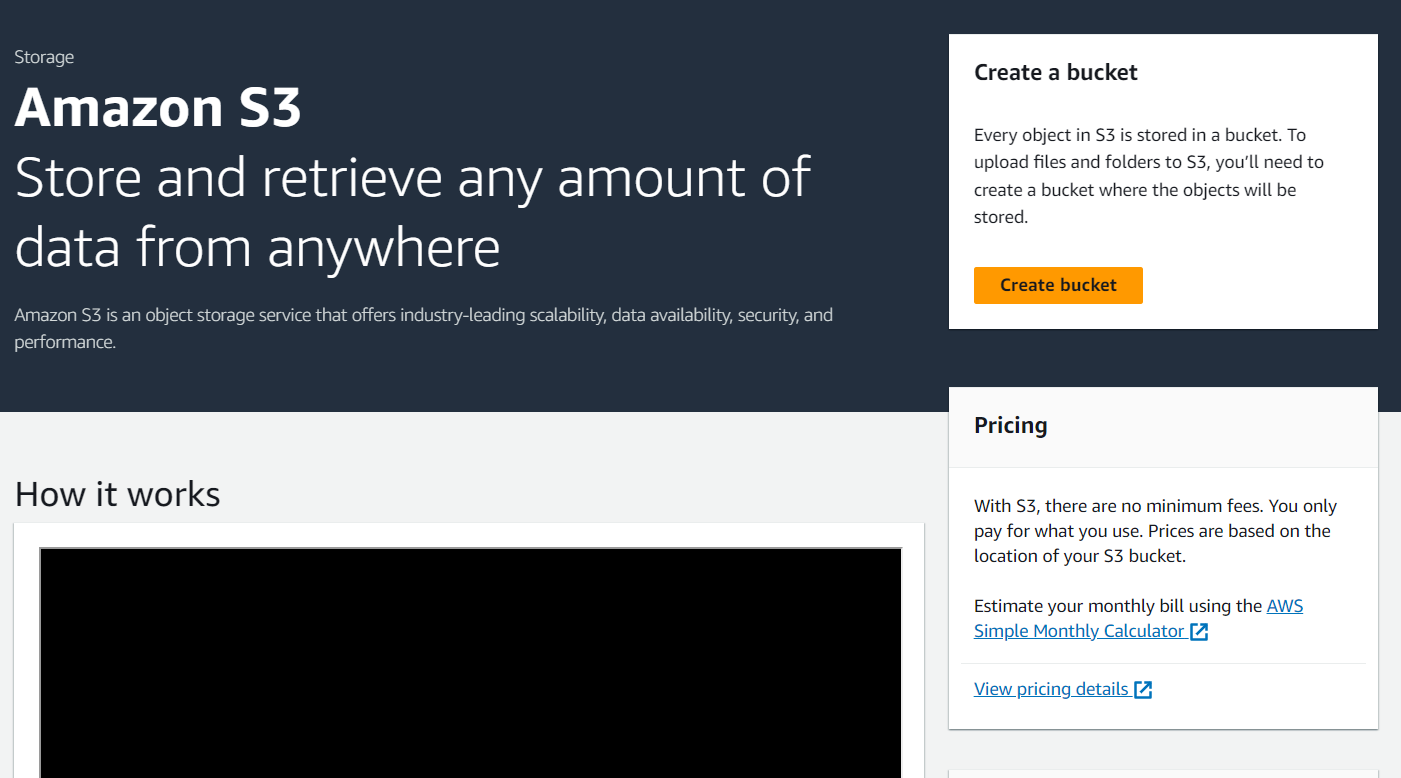 Storage
Amazon S3
Store and retrieve any amount of
data from anywhere
Amazon S3 is an object storage service that offers industry-leading scalability, data availability, security, and
performance.
Create a bucket
Every object in S3 is stored in a bucket. To
upload files and folders to S3, you’ll need to
create a bucket where the objects will be
stored.
Create bucket
How it works
Pricing
With S3, there are no minimum fees. You only
pay for what you use. Prices are based on the
location of your S3 bucket.
Estimate your monthly bill using the AWS
Simple Monthly Calculator
View pricing details